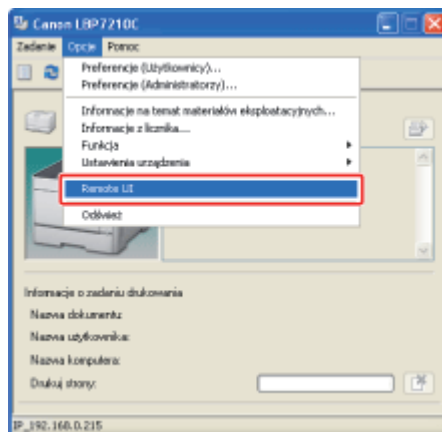 Canon LBP7210C
Zadanie Opcje Pomoc
Preferencje (Użytkownicy)...
Preferencje (Administratorzy)...
Informacje na temat materiałów eksploatacyjnych...
Informacje z licznika...
Funkcja
Ustawienia urządzenia
Remote UI
Odśwież
Informacje o zadaniu drukowania
Nazwa dokumentu:
Nazwa użytkownika:
Nazwa komputera:
Drukuj strony:
IP_192.168.0.215